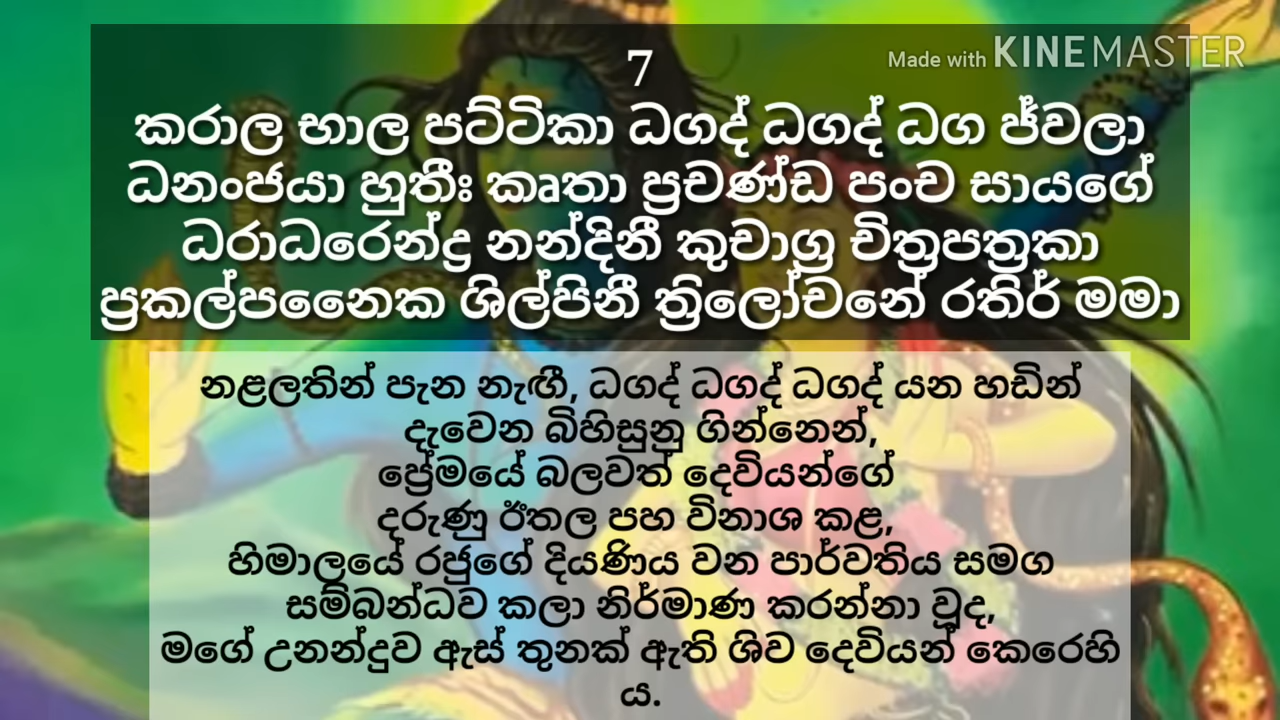 Made with KINEMASTER
7
කරාල භාල පට්ටිකා ධගද් ධගද් ධග ජ්වලා
ධනංජයා හුතීඃ කෘතා ප්‍රචණ්ඩ පංච සායගේ
ධරාධරෙන්ද්‍ර නන්දිනී කුචාග්‍ර චිත්‍රපත්‍රකා
ප්‍රකල්පනෛක ශිල්පිනී ත්‍රිලෝචනේ රතිර් මමා
නළලතින් පැන නැඟී, ධගද් ධගද් ධගද් යන හඩින්
දැවෙන බිහිසුනු ගින්නෙන්,
ප්‍රේමයේ බලවත් දෙවියන්ගේ
දරුණු ඊතල පහ විනාශ කළ,
හිමාලයේ රජුගේ දියණිය වන පාර්වතිය සමග
සම්බන්ධව කලා නිර්මාණ කරන්නා වූද,
මගේ උනන්දුව ඇස් තුනක් ඇති ශිව දෙවියන් කෙරෙහි
ය.